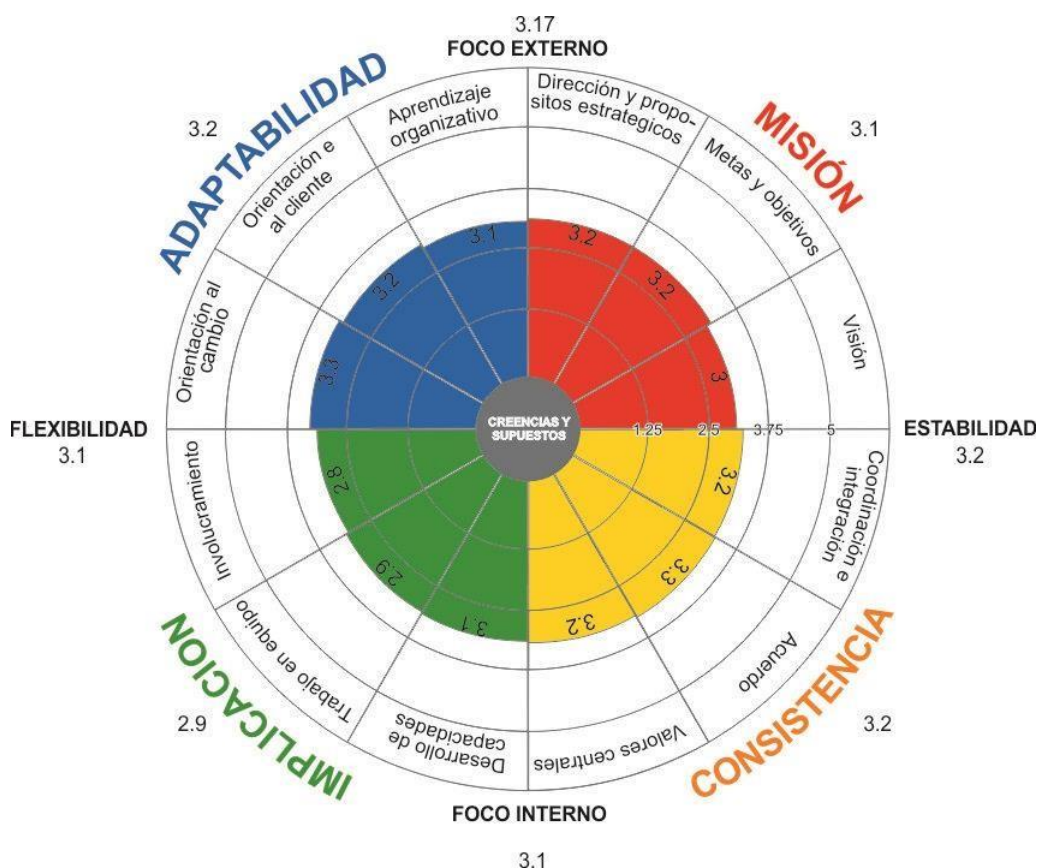 3.17
FOCO EXTERNO
ADAPTABILIDAD
3.2
MISIÓN
3.1
Aprendizaje
organizativo
Dirección y propo-
sitos estrategicos
Orientación e
al cliente
Metas y objetivos
Orientación al
cambio
Visión
3.1
3.2
3.2
3.2
3.3
3
CREENCIAS Y
SUPUESTOS
1.25
2.5
3.75
5
FLEXIBILIDAD
3.1
ESTABILIDAD
3.2
Involucramiento
2.8
3.2
Coordinación e
integración
2.9
3.3
3.1
3.2
Trabajo en equipo
Acuerdo
Desarrollo de
capacidades
Valores centrales
IMPLICACION
2.9
CONSISTENCIA
3.2
FOCO INTERNO
3.1